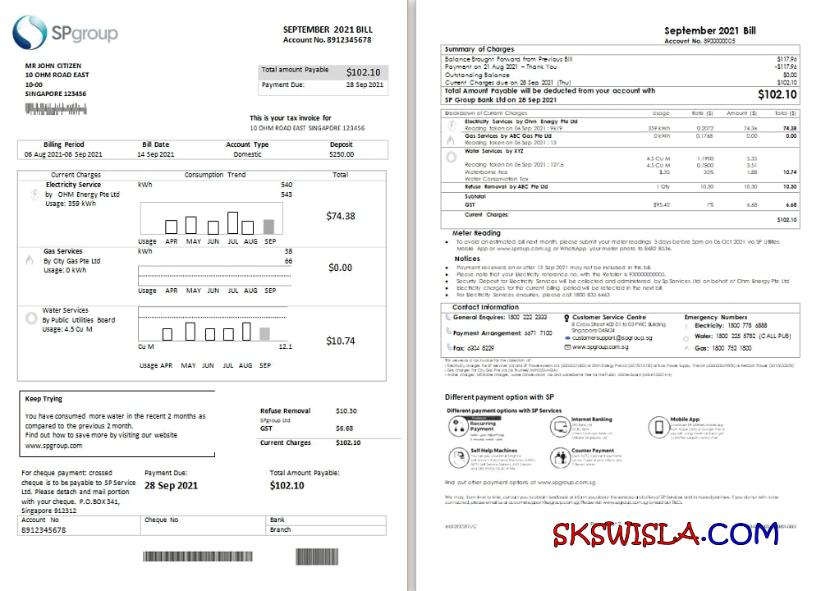 SPgroup
SEPTEMBER 2021 BILL
Account No. 8912345678
MR JOHN CITIZEN
10 OHM ROAD EAST
10-00
SINGAPORE 123456
Total amount Payable $102.10
Payment Due: 28 Sep 2021
This is your tax invoice for
10 OHM ROAD EAST SINGAPORE 123456
Billing Period Bill Date Account Type Deposit
06 Aug 2021-06 Sep 2021 14 Sep 2021 Domestic $250.00
Current Charges Consumption Trend Total
Electricity Service kWh 540
by OHM Energy Pte Ltd 543
Usage: 359 kWh
$74.38
Usage APR MAY JUN JUL AUG SEP
Gas Services kWh 38
By City Gas Pte Ltd 66
Usage: 0 kWh
$0.00
Usage APR MAY JUN JUL AUG SEP
Water Services
By Public Utilities Board
Usage: 4.5 Cu M
$10.74
Cu M 12.1
Usage APR MAY JUN JUL AUG SEP
Keep Trying
You have consumed more water in the recent 2 months as
compared to the previous 2 month.
Find out how to save more by visiting our website
www.spgroup.com
Refuse Removal $10.30
SPgroup Ltd
GST $6.68
Current Charges $102.10
For cheque payment: crossed
cheque is to be payable to SP Service
Ltd. Please detach and mail portion
with your cheque. P.O.BOX 341,
Singapore 912312
Payment Due:
28 Sep 2021
Total Amount Payable:
$102.10
Account No Cheque No Bank
8912345678 Branch
September 2021 Bill
Account No. 890000005
Summary of Charges
Balance Brought Forward from Previous Bill $117.96
Payment on 21 Aug 2021 – Thank You -$117.96
Outstanding Balance $0.00
Current Charges due on 28 Sep 2021 (Thu) $102.10
Total Amount Payable will be deducted from your account with
SP Group Bank Ltd on 28 Sep 2021
$102.10
Breakdown of Current Charges Usage Rate ($) Amount ($) Total ($)
Electricity Services by Ohm Energy Pte Ltd
Reading taken on 06 Sep 2021 : 9619 359 kWh 0.2072 74.38 74.38
Gas Services by ABC Gas Pte Ltd 0 kWh 0.1768 0.00 0.00
Reading taken on 06 Sep 2021 : 13
Water Services by XYZ
4.5 Cu M 1.1900 5.35
Reading taken on 06 Sep 2021 : 127.6 4.5 Cu M 0.7800 3.51
Waterborne Fee 10.74
Water Conservation Tax
Refuse Removal by ABC Pte Ltd 1 Qty 10.30 10.30 10.30
Subtotal
GST $95.42 7% 6.68 6.68
Current Charges:
$102.10
Meter Reading
To avoid an estimated bill next month, please submit your meter readings 3 days before 5pm on 06 Oct 2021 via SP Utilities
Mobile App or www.spgroup.com.sg or WhatsApp your meter photo to 8482 8036.
Notices
Payment received on or after 13 Sep 2021 may not be included in this bill.
Please note that your Electricity reference no. with the Retailer is
Security Deposit for Electricity Services will be collected and administered by Sp Services Ltd on behalf of Ohm Energy Pte Ltd
Electricity charges for the current billing period will be reflected in the next bill
For Electricity Services enquiries, please call 1800 833 6463
Contact Information
General Enquires: 1800 222 2333
Payment Arrangement: 6671 7100
Fax: 6304 8229
Customer Service Centre
customersupport@spgroup.com.sg
www.spgroup.com.sg
Emergency Numbers
Electricity: 1800 778 8888
Water: 1800 225 5782 (CALL PUB)
Gas: 1800 752 1800
Different payment option with SP
Different payment options with SP Services
Recurring
Payment
Internet Banking
Mobile App
Self Help Machines
Counter Payment
Find out other payment options at www.spgroup.com.sg
SKSWISLA.COM